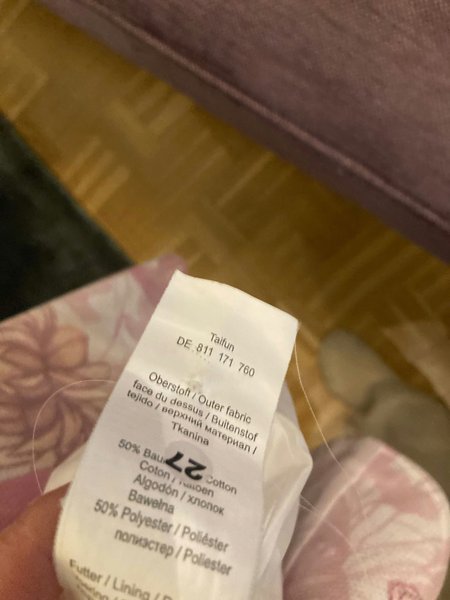 Taifun
DE 811 171 760
Oberstoff / Outer fabric
face du dessus / Buitenstof
tejido / верхний материал /
Tkanina
50% Cotton
Coton /
Algodón / хлопок
Bawełna
50% Polyester / Poliéster
полиэстер / Poliester
Futter / Lining /
27